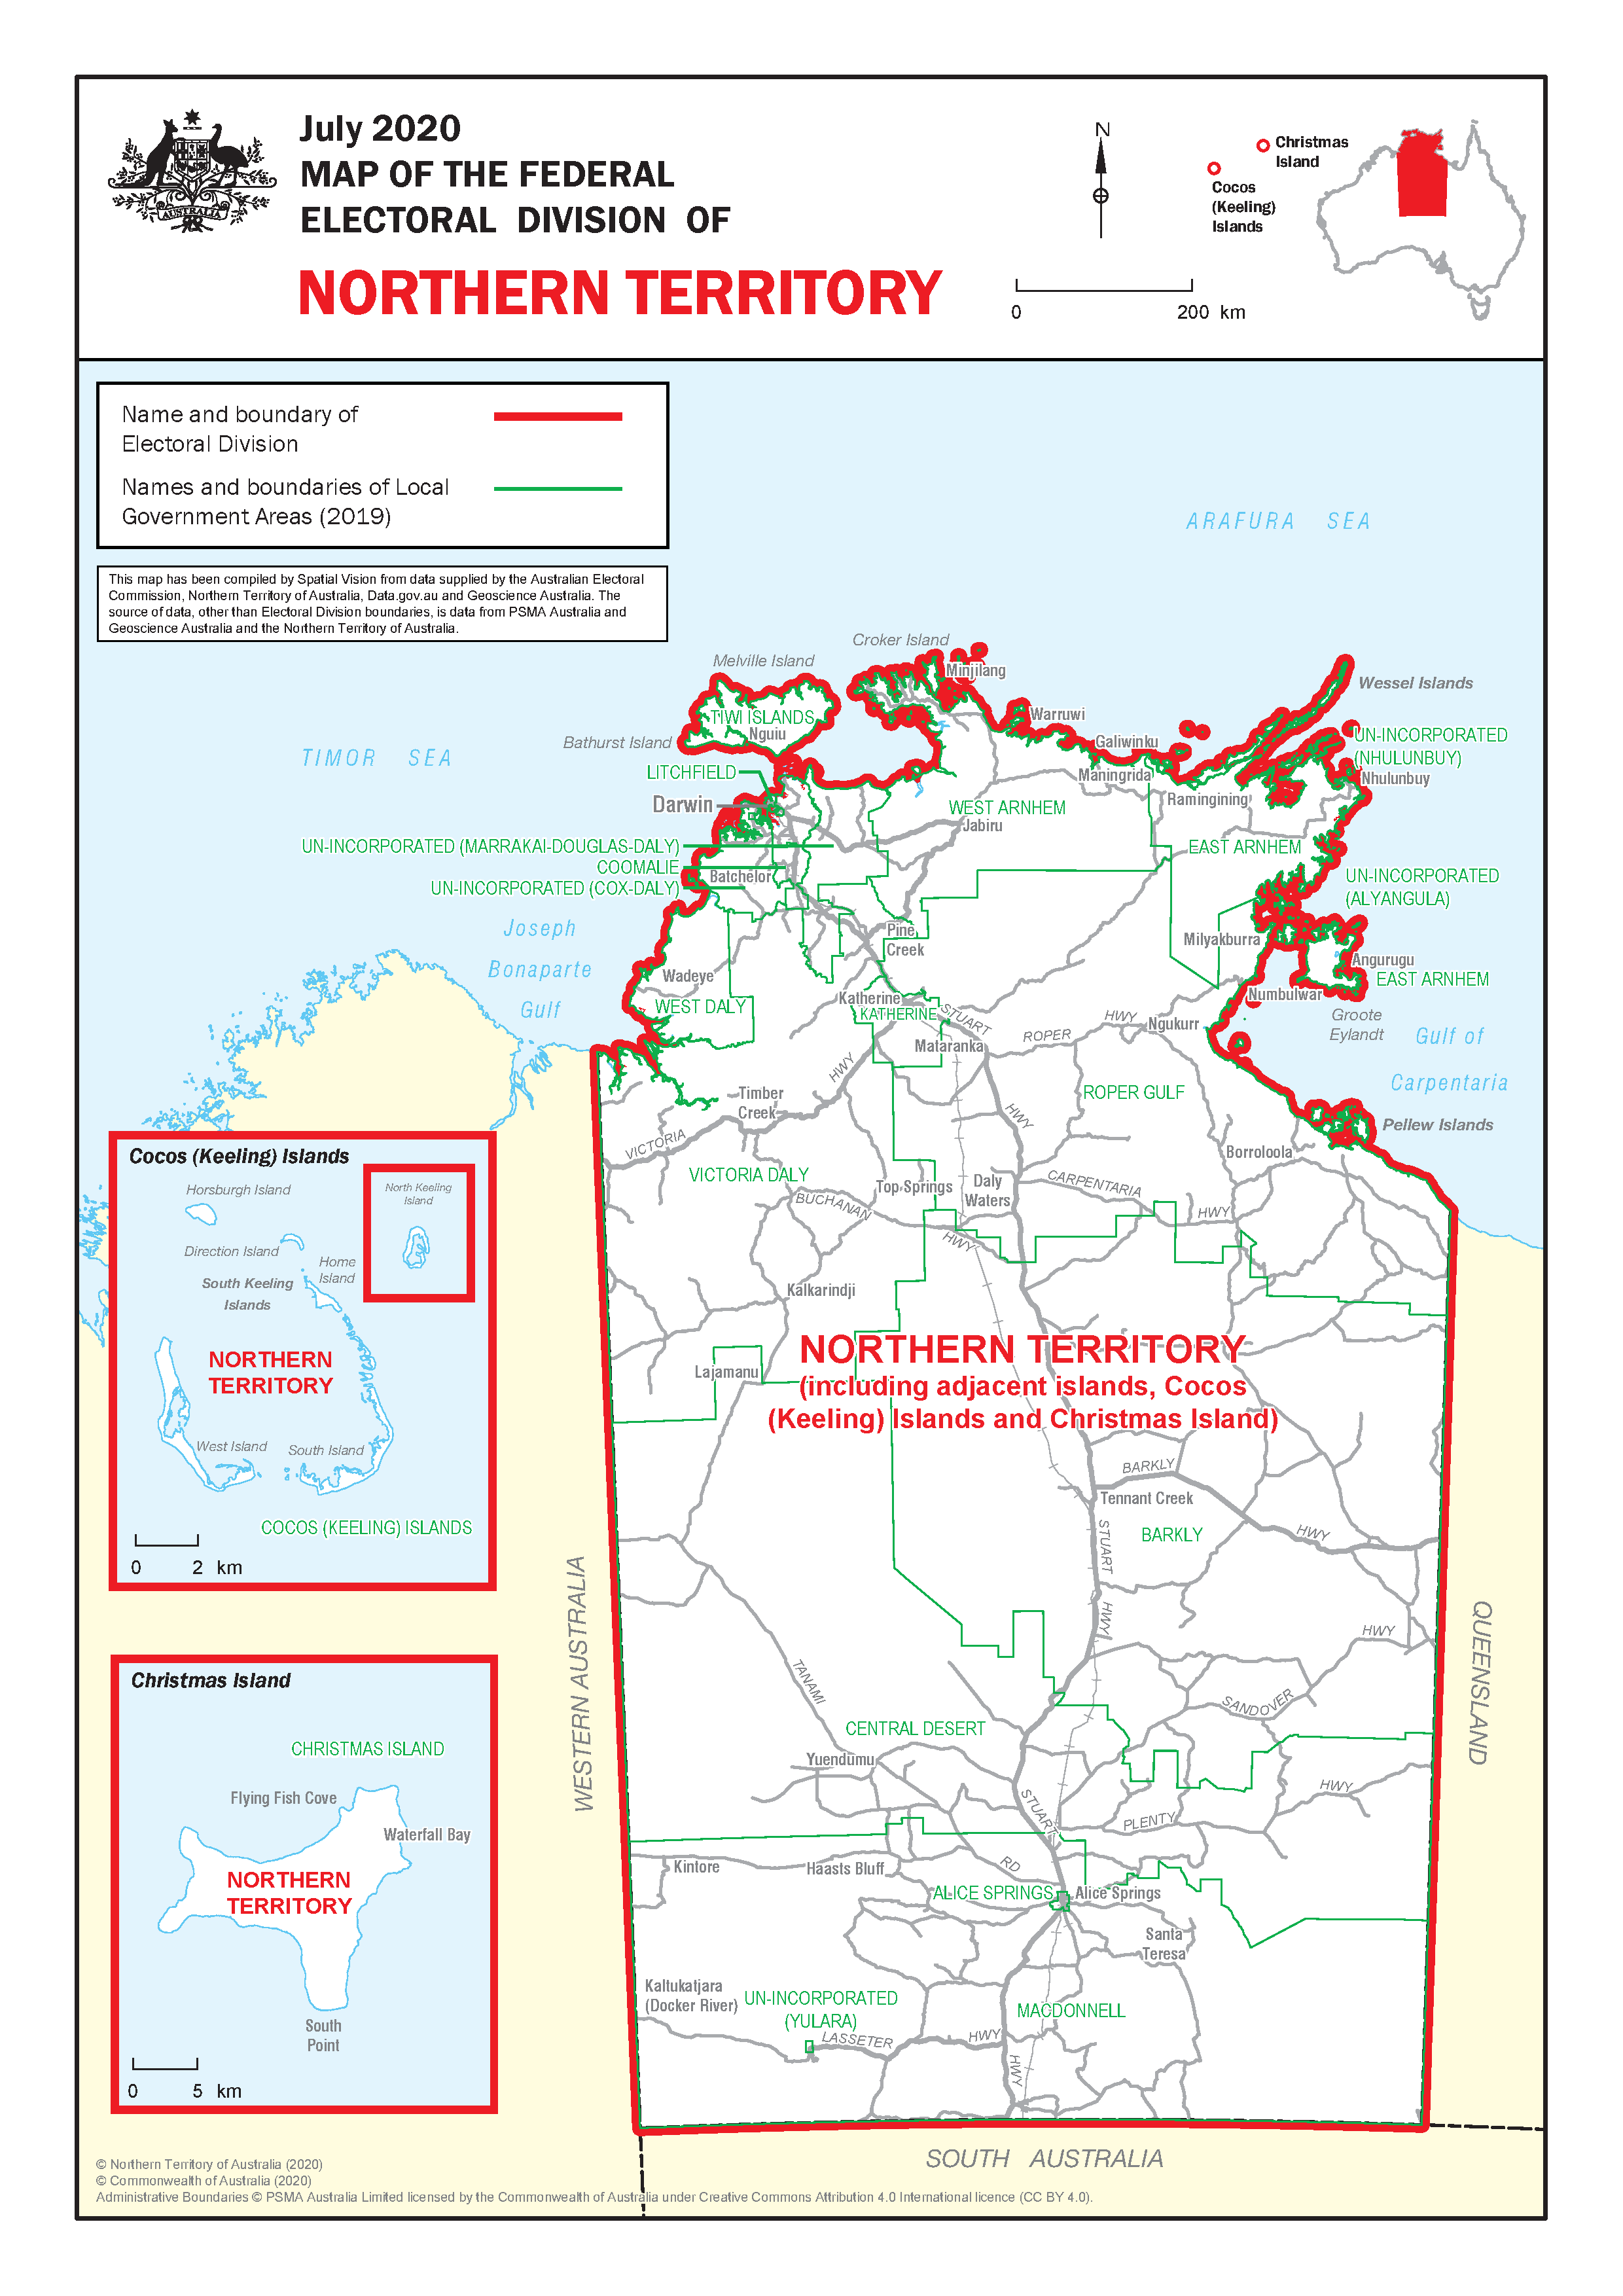 AUSTRALIA
July 2020
MAP OF THE FEDERAL
ELECTORAL DIVISION OF
NORTHERN TERRITORY
N
0 200 km
Christmas
Island
Cocos
(Keeling)
Islands
Name and boundary of
Electoral Division
Names and boundaries of Local
Government Areas (2019)
This map has been compiled by Spatial Vision from data supplied by the Australian Electoral
Commission, Northern Territory of Australia, Data.gov.au and Geoscience Australia. The
source of data, other than Electoral Division boundaries, is data from PSMA Australia and
Geoscience Australia and the Northern Territory of Australia.
ARAFURA SEA
TIMOR SEA
Croker Island
Melville Island
Minjilang
Wessel Islands
TIWI ISLANDS
Nguiu
Bathurst Island
Warruwi
Galiwinku
UN-INCORPORATED
(NHULUNBUY)
Nhulunbuy
LITCHFIELD
Maningrida
Darwin
WEST ARNHEM
Ramingining
Jabiru
UN-INCORPORATED (MARRAKAI-DOUGLAS-DALY)
EAST ARNHEM
COOMALIE
Batchelor
UN-INCORPORATED (COX-DALY)
UN-INCORPORATED
(ALYANGULA)
Joseph
Bonaparte
Gulf
Pine
Creek
Milyakburra
Angurugu
EAST ARNHEM
Wadeye
WEST DALY
Katherine
KATHERINE
Numbulwar
Groote
Eylandt
STUART
HWY
ROPER
HWY
Ngukurr
Mataranka
Gulf of
Carpentaria
HWY
Timber
Creek
ROPER GULF
Pellew Islands
VICTORIA
Borroloola
VICTORIA DALY
Top Springs
Daly
Waters
CARPENTARIA
HWY
BUCHANAN
HWY
Kalkarindji
NORTHERN TERRITORY
(including adjacent islands, Cocos
(Keeling) Islands and Christmas Island)
Lajamanu
BARKLY
HWY
Tennant Creek
BARKLY
STUART
HWY
HWY
SANDOVER
TANAMI
CENTRAL DESERT
Yuendumu
HWY
PLENTY
STUART
RD
Kintore
Haasts Bluff
ALICE SPRINGS
Alice Springs
Santa
Teresa
Kaltukatjara
(Docker River)
UN-INCORPORATED
(YULARA)
MACDONNELL
LASSETER
HWY
HWY
WESTERN AUSTRALIA
QUEENSLAND
SOUTH AUSTRALIA
Cocos (Keeling) Islands
Horsburgh Island
North Keeling
Island
Direction Island
Home
Island
South Keeling
Islands
NORTHERN
TERRITORY
West Island
South Island
COCOS (KEELING) ISLANDS
0 2 km
Christmas Island
CHRISTMAS ISLAND
Flying Fish Cove
Waterfall Bay
NORTHERN
TERRITORY
South
Point
0 5 km
© Northern Territory of Australia (2020)
© Commonwealth of Australia (2020)
Administrative Boundaries © PSMA Australia Limited licensed by the Commonwealth of Australia under Creative Commons Attribution 4.0 International licence (CC BY 4.0).